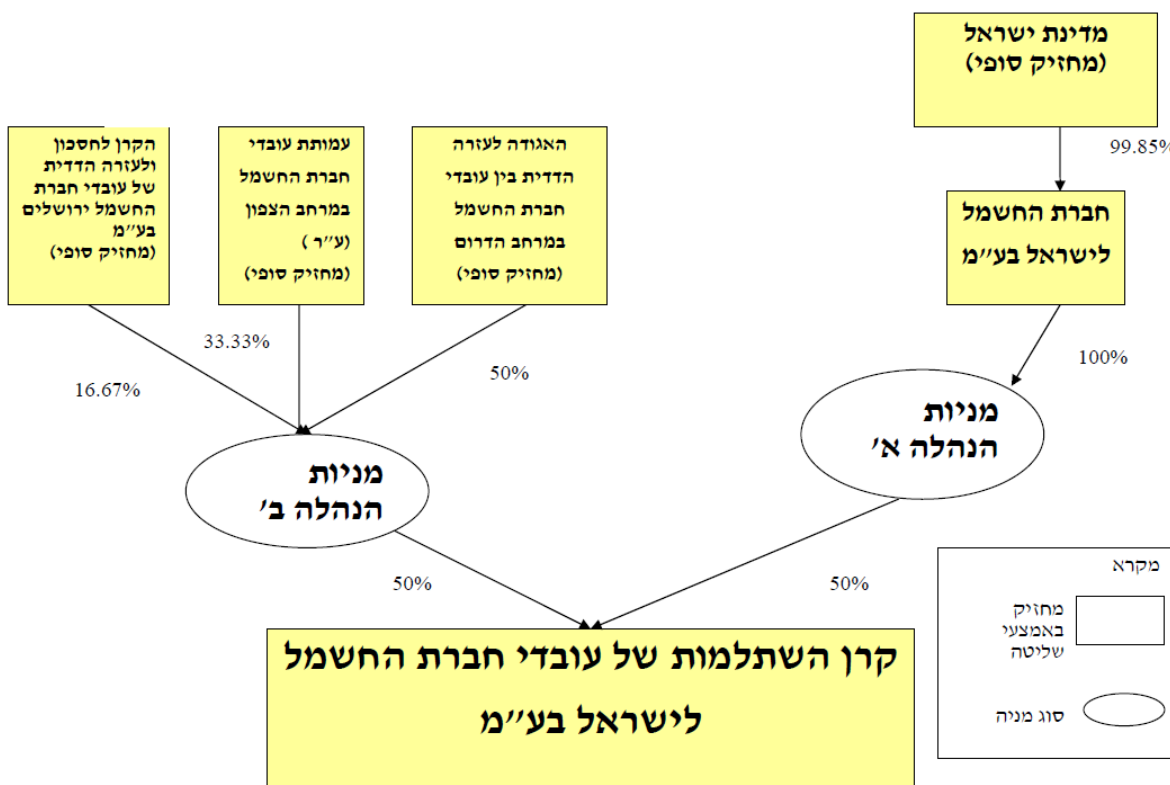 מדינת ישראל
(מחזיק סופי)
99.85%
חברת החשמל
לישראל בע״מ
100%
מניות
הנהלה א׳
50%
האגודה לעזרה
הדדית בין עובדי
חברת החשמל
במרחב הדרום
(מחזיק סופי)
50%
עמותת עובדי
חברת החשמל
במרחב הצפון
(ע״ר )
(מחזיק סופי)
33.33%
הקרן לחסכון
ולעזרה הדדית
של עובדי חברת
החשמל ירושלים
בע״מ
(מחזיק סופי)
16.67%
מניות
הנהלה ב׳
50%
קרן השתלמות של עובדי חברת החשמל
לישראל בע״מ
מקרא
מחזיק
באמצעי
שליטה
סוג מניה